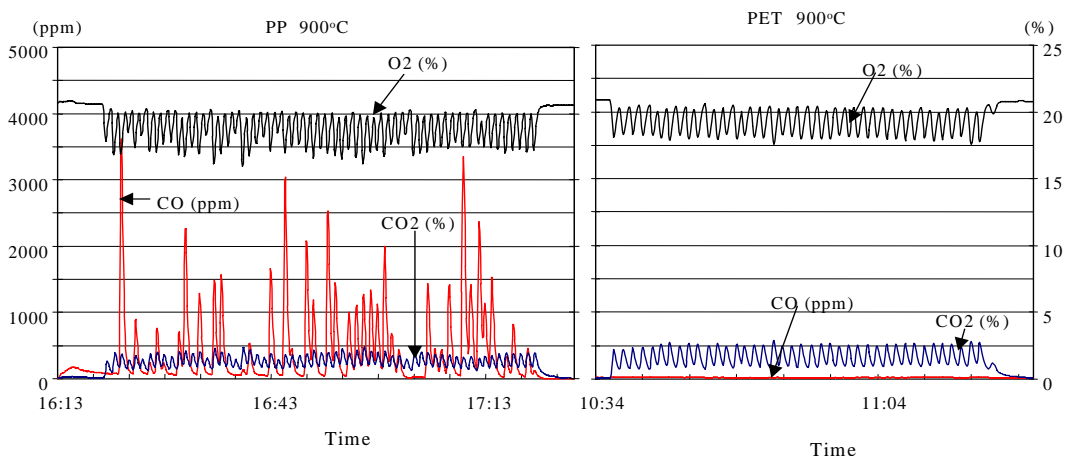 (ppm) PP 900°C
5000
4000
3000
2000
1000
0
O2 (%)
CO (ppm)
CO2 (%)
16:13 16:43 17:13
Time
PET 900°C (%)
25
20
15
10
5
0
O2 (%)
CO (ppm)
CO2 (%)
10:34 11:04
Time